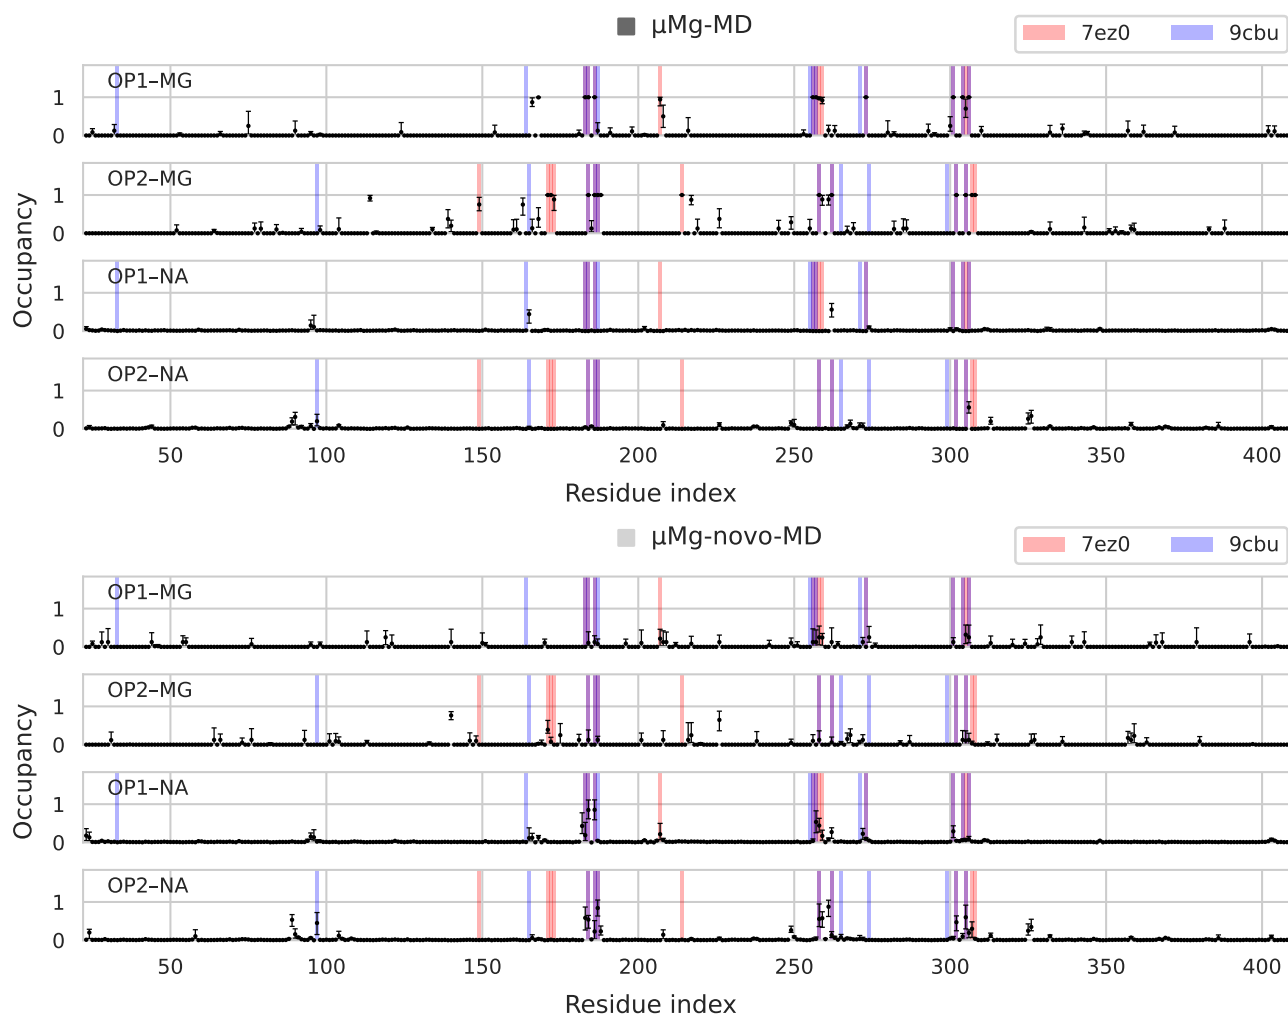 μMg-MD
7ez0 9cbu
OP1–MG
1
0
OP2–MG
1
0
OP1–NA
1
0
OP2–NA
1
0
Occupancy
50 100 150 200 250 300 350 400
Residue index
μMg-novo-MD
7ez0 9cbu
OP1–MG
1
0
OP2–MG
1
0
OP1–NA
1
0
OP2–NA
1
0
Occupancy
50 100 150 200 250 300 350 400
Residue index